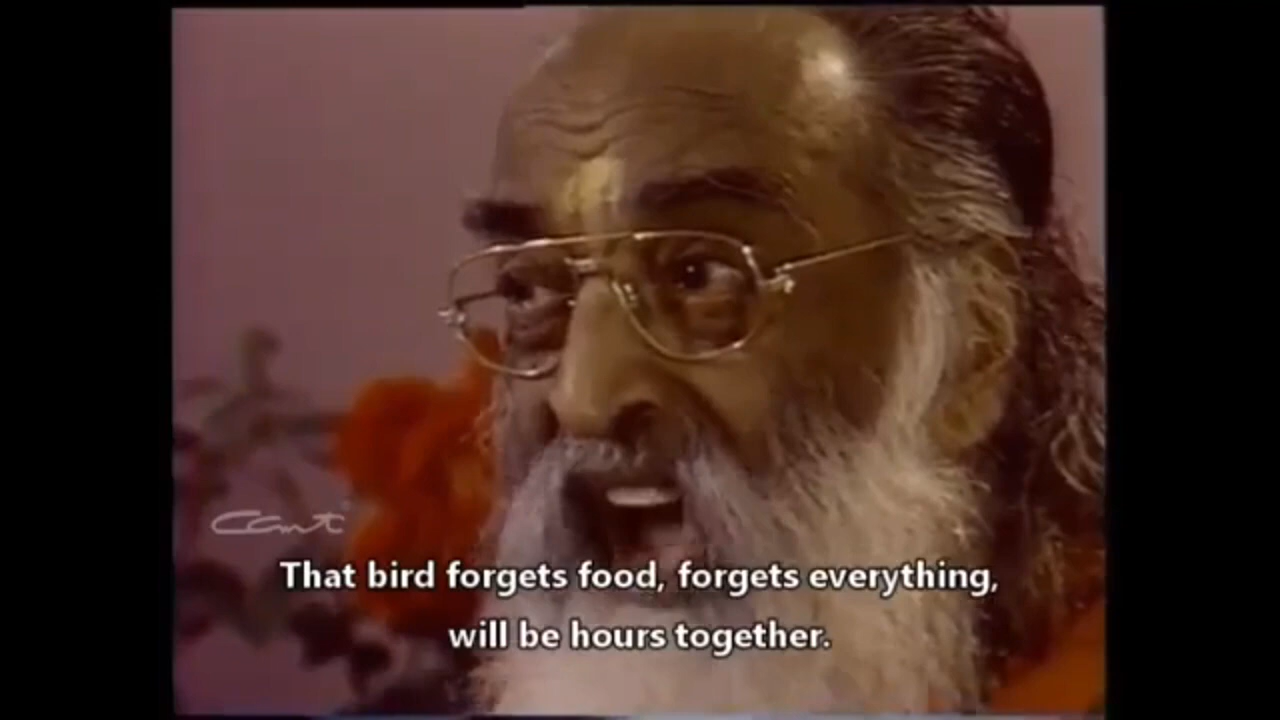 That bird forgets food, forgets everything,
will be hours together.